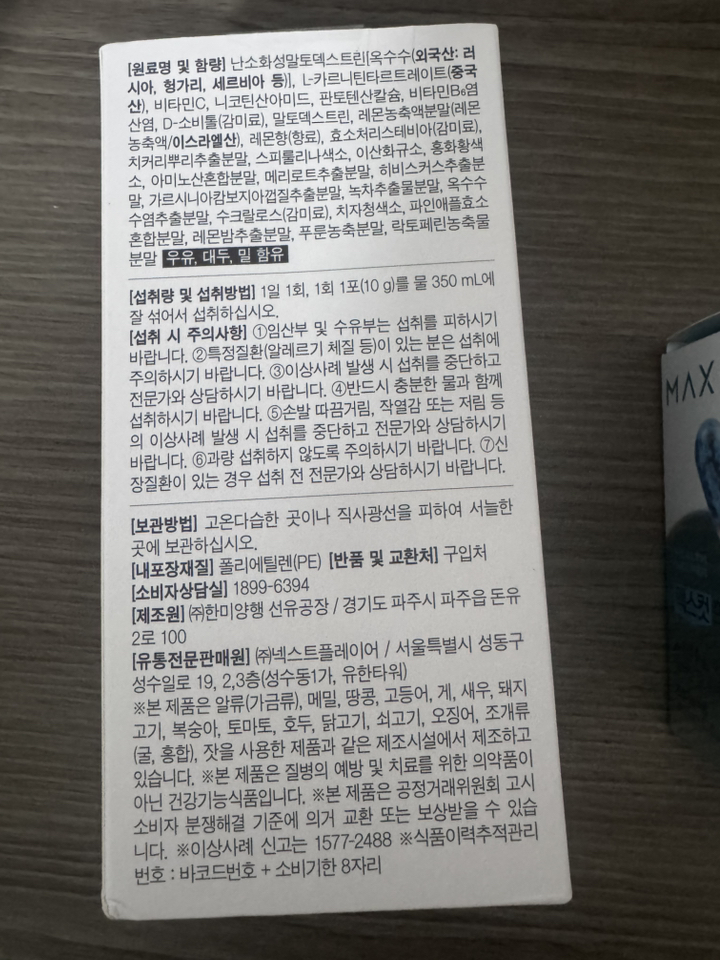 [원료명 및 함량] 난소화성말토덱스트린[옥수수(외국산: 러
시아, 헝가리, 세르비아 등)], L-카르니틴타르트레이트(중국
산), 비타민C, 니코틴산아미드, 판토텐산칼슘, 비타민B₆염
산염, D-소비톨(감미료), 말토덱스트린, 레몬농축액분말(레몬
농축액/이스라엘산), 레몬향(향료), 효소처리스테비아(감미료),
치커리뿌리추출분말, 스피룰리나색소, 이산화규소, 홍화황색
소, 아미노산혼합분말, 메리로트추출분말, 히비스커스추출분
말, 가르시니아캄보지아껍질추출분말, 녹차추출물분말, 옥수수
수염추출분말, 수크랄로스(감미료), 치자청색소, 파인애플효소
혼합분말, 레몬밤추출분말, 푸룬농축분말, 락토페린농축물
분말 우유, 대두, 밀 함유
[섭취량 및 섭취방법] 1일 1회, 1회 1포(10 g)를 물 350 mL에
잘 섞어서 섭취하십시오.
[섭취 시 주의사항] ①임산부 및 수유부는 섭취를 피하시기
바랍니다. ②특정질환(알레르기 체질 등)이 있는 분은 섭취에
주의하시기 바랍니다. ③이상사례 발생 시 섭취를 중단하고
전문가와 상담하시기 바랍니다. ④반드시 충분한 물과 함께
섭취하시기 바랍니다. ⑤손발 따끔거림, 작열감 또는 저림 등
의 이상사례 발생 시 섭취를 중단하고 전문가와 상담하시기
바랍니다. ⑥과량 섭취하지 않도록 주의하시기 바랍니다. ⑦신
장질환이 있는 경우 섭취 전 전문가와 상담하시기 바랍니다.
[보관방법] 고온다습한 곳이나 직사광선을 피하여 서늘한
곳에 보관하십시오.
[내포장재질] 폴리에틸렌(PE) [반품 및 교환처] 구입처
[소비자상담실] 1899-6394
[제조원] ㈜한미양행 선유공장 / 경기도 파주시 파주읍 돈유
2로 100
[유통전문판매원] ㈜넥스트플레이어 / 서울특별시 성동구
성수일로 19, 2,3층(성수동1가, 유한타워)
※본 제품은 알류(가금류), 메밀, 땅콩, 고등어, 게, 새우, 돼지
고기, 복숭아, 토마토, 호두, 닭고기, 쇠고기, 오징어, 조개류
(굴, 홍합), 잣을 사용한 제품과 같은 제조시설에서 제조하고
있습니다. ※본 제품은 질병의 예방 및 치료를 위한 의약품이
아닌 건강기능식품입니다. ※본 제품은 공정거래위원회 고시
소비자 분쟁해결 기준에 의거 교환 또는 보상받을 수 있습
니다. ※이상사례 신고는 1577-2488 ※식품이력추적관리
번호 : 바코드번호 + 소비기한 8자리
MAX
맥스컷